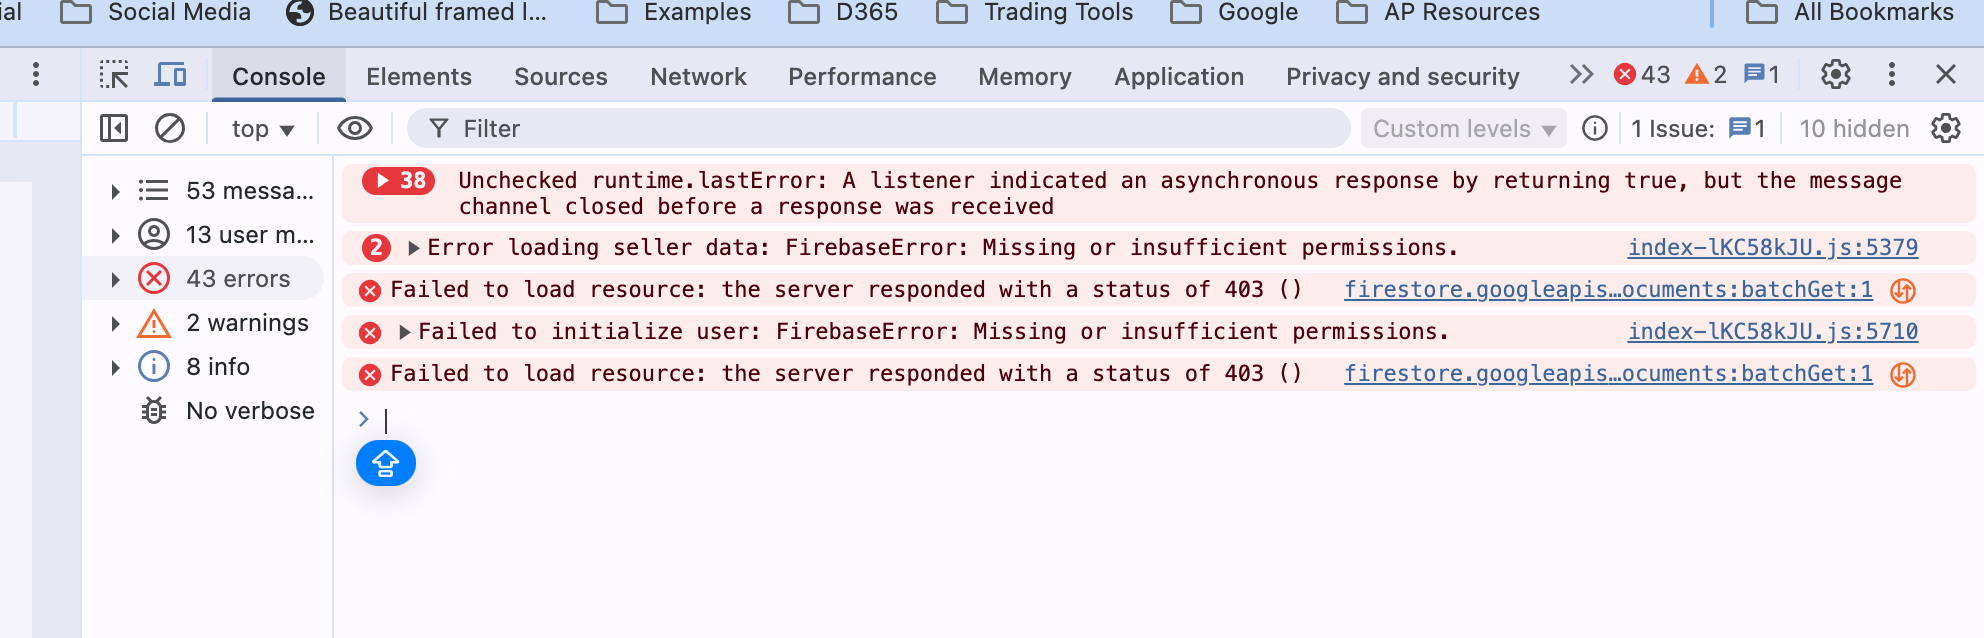 ial Social Media Beautiful framed l... Examples D365 Trading Tools Google AP Resources All Bookmarks
Console Elements Sources Network Performance Memory Application Privacy and security 43 2 1
top Filter Custom levels 1 Issue: 1 10 hidden
53 messa...
13 user m...
43 errors
2 warnings
8 info
No verbose
38 Unchecked runtime.lastError: A listener indicated an asynchronous response by returning true, but the message
channel closed before a response was received
2 Error loading seller data: FirebaseError: Missing or insufficient permissions. index-lKC58kJU.js:5379
Failed to load resource: the server responded with a status of 403 () firestore.googleapis…ocuments:batchGet:1
Failed to initialize user: FirebaseError: Missing or insufficient permissions. index-lKC58kJU.js:5710
Failed to load resource: the server responded with a status of 403 () firestore.googleapis…ocuments:batchGet:1